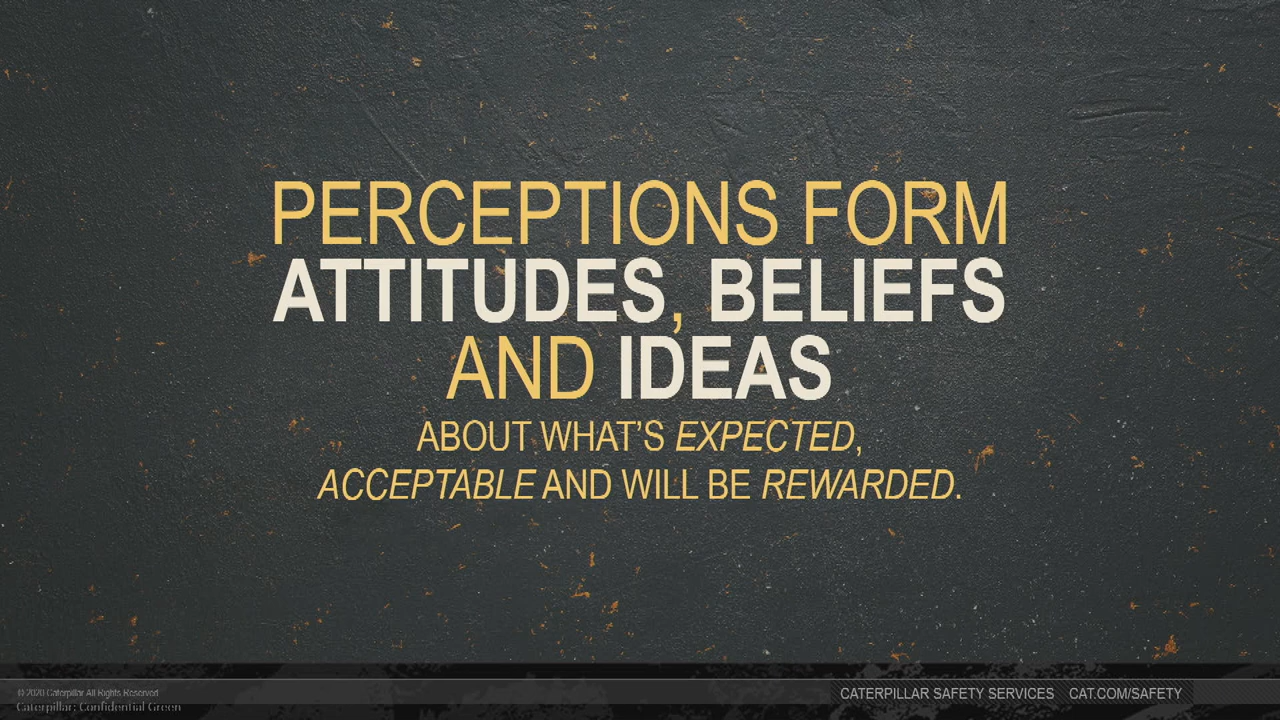 PERCEPTIONS FORM
ATTITUDES, BELIEFS
AND IDEAS
ABOUT WHAT'S EXPECTED,
ACCEPTABLE AND WILL BE REWARDED.
© 2020 Caterpillar All Rights Reserved
Caterpillar: Confidential Green
CATERPILLAR SAFETY SERVICES CAT.COM/SAFETY